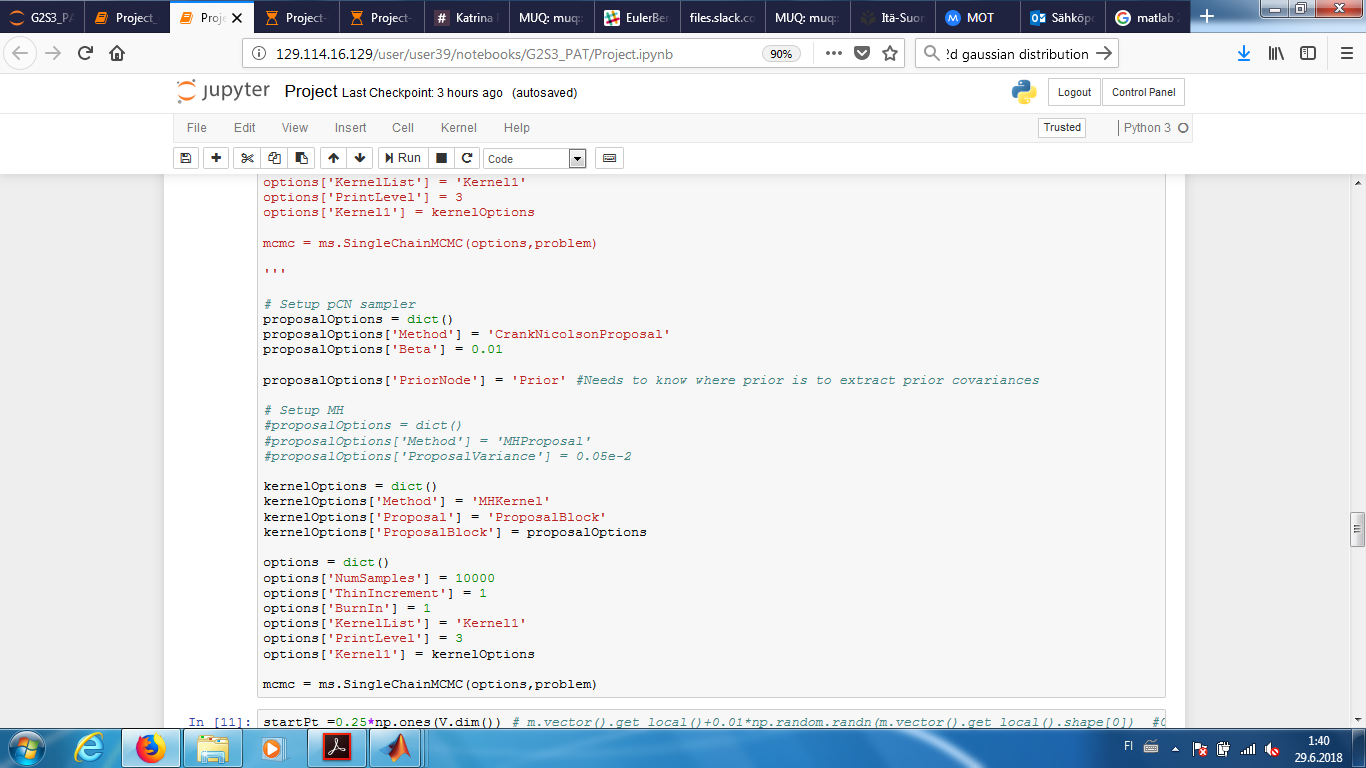 G2S3_PA
Project_
Proje
Project-
Project-
Katrina
MUQ: muq:
EulerBer
files.slack.co
MUQ: muq:
Itä-Suor
MOT
Sähköpo
matlab 2
129.114.16.129/user/user39/notebooks/G2S3_PAT/Project.ipynb
90%
2d gaussian distribution
jupyter Project Last Checkpoint: 3 hours ago (autosaved)
Logout
Control Panel
File Edit View Insert Cell Kernel Help
Trusted
Python 3
Run
Code
options['KernelList'] = 'Kernel1'
options['PrintLevel'] = 3
options['Kernel1'] = kernelOptions
mcmc = ms.SingleChainMCMC(options,problem)
'''
# Setup pCN sampler
proposalOptions = dict()
proposalOptions['Method'] = 'CrankNicolsonProposal'
proposalOptions['Beta'] = 0.01
proposalOptions['PriorNode'] = 'Prior' #Needs to know where prior is to extract prior covariances
# Setup MH
#proposalOptions = dict()
#proposalOptions['Method'] = 'MHProposal'
#proposalOptions['ProposalVariance'] = 0.05e-2
kernelOptions = dict()
kernelOptions['Method'] = 'MHKernel'
kernelOptions['Proposal'] = 'ProposalBlock'
kernelOptions['ProposalBlock'] = proposalOptions
options = dict()
options['NumSamples'] = 10000
options['ThinIncrement'] = 1
options['BurnIn'] = 1
options['KernelList'] = 'Kernel1'
options['PrintLevel'] = 3
options['Kernel1'] = kernelOptions
mcmc = ms.SingleChainMCMC(options,problem)
In [11]: startPt =0.25*np.ones(V.dim()) # m.vector().get_local()+0.01*np.random.randn(m.vector().get_local().shape[0])
FI
1:40
29.6.2018